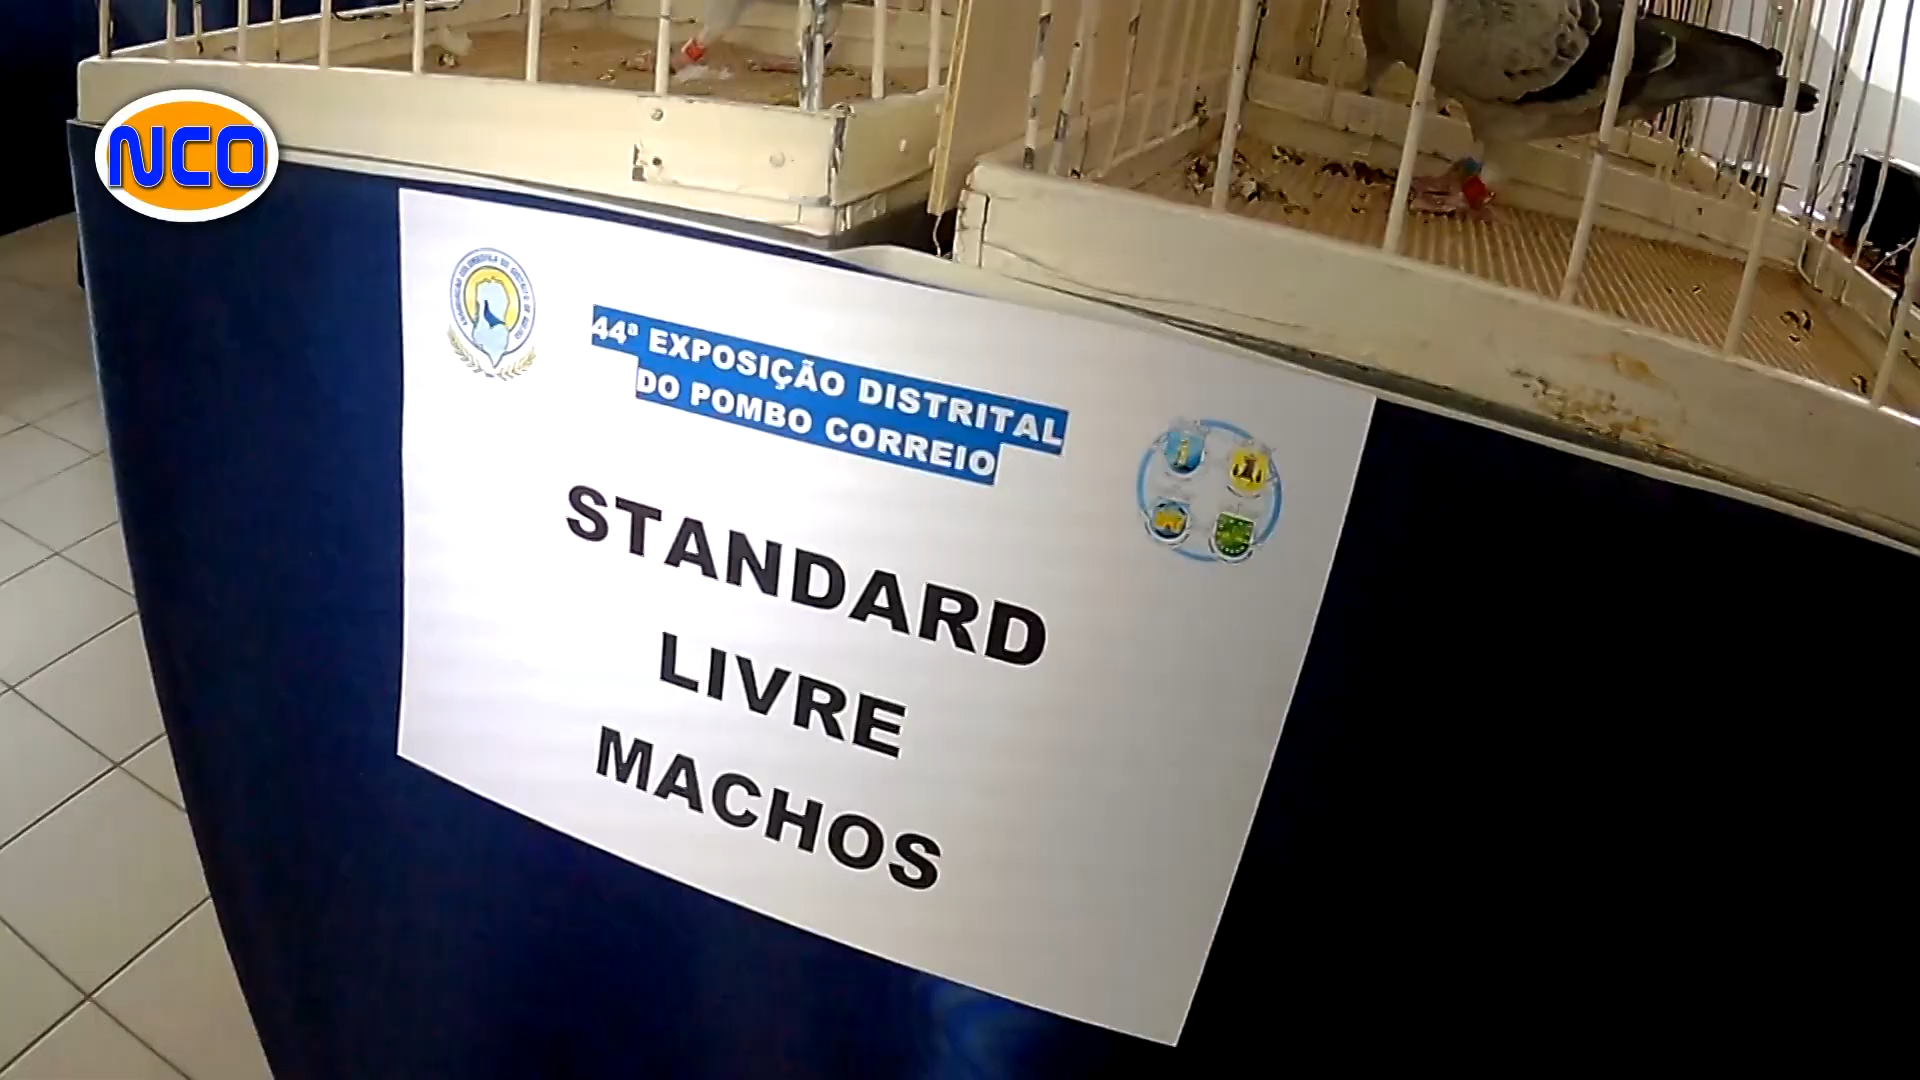 NCO
44ª EXPOSIÇÃO DISTRITAL
DO POMBO CORREIO
STANDARD
LIVRE
MACHOS